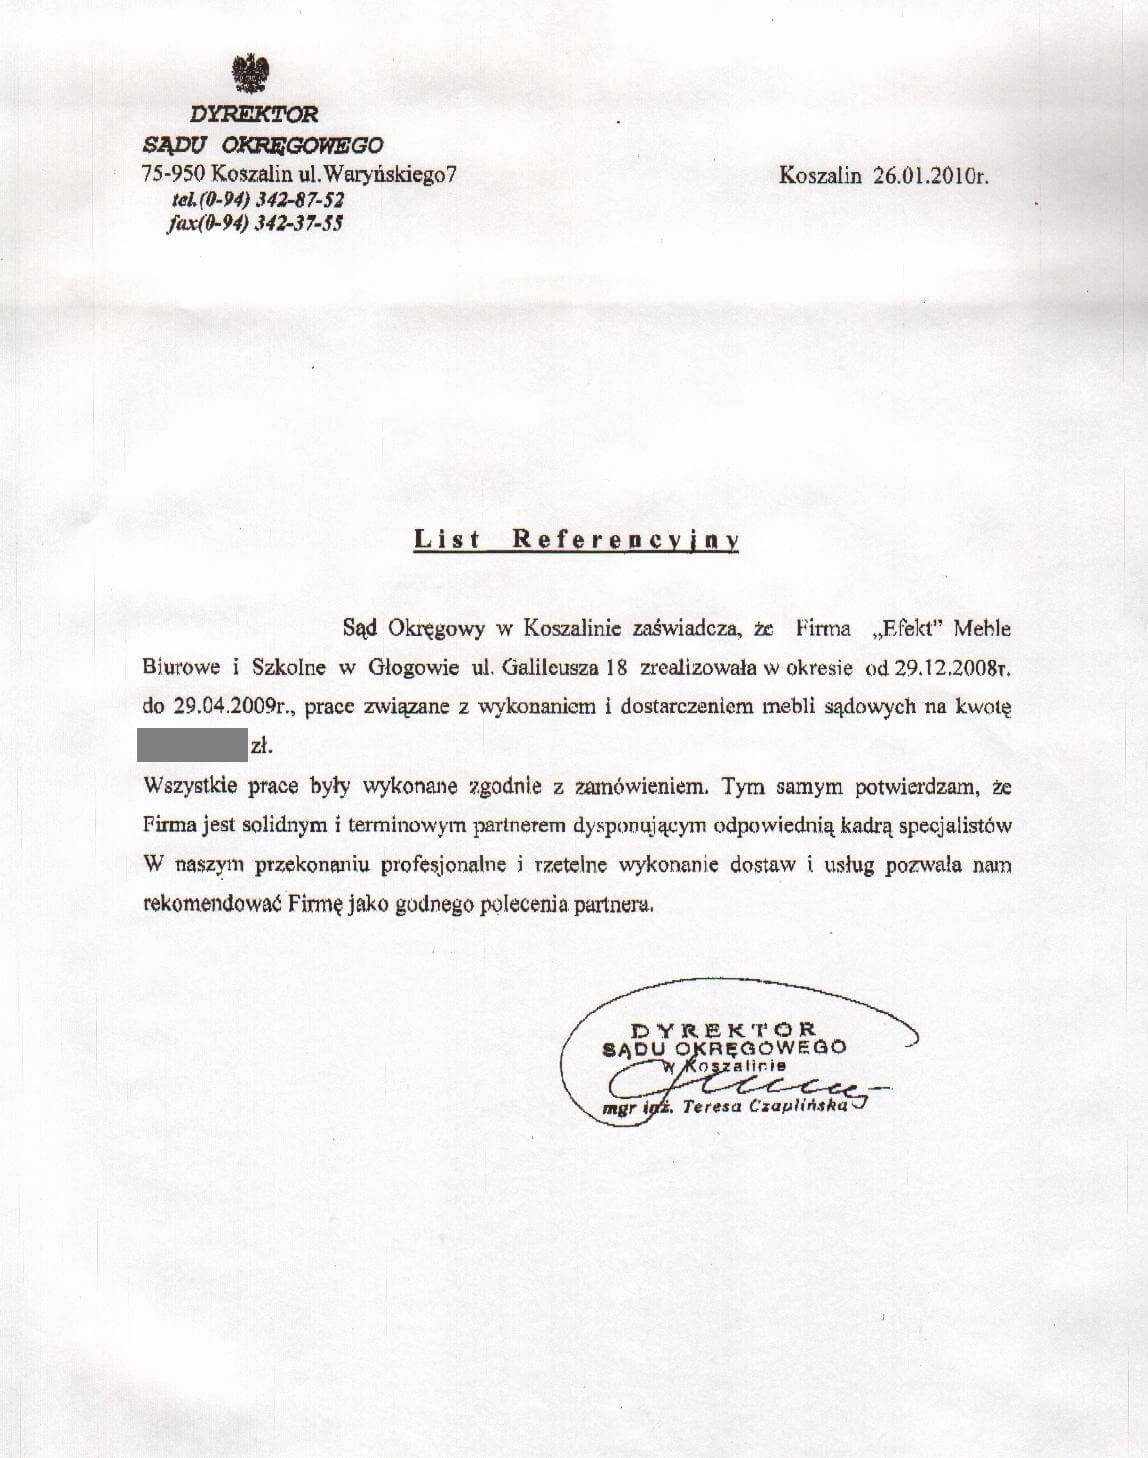 DYREKTOR
SĄDU OKRĘGOWEGO
75-950 Koszalin ul.Waryńskiego7
tel.(0-94) 342-87-52
fax(0-94) 342-37-55
Koszalin 26.01.2010r.
List Referencyjny
Sąd Okręgowy w Koszalinie zaświadcza, że Firma „Efekt” Meble
Biurowe i Szkolne w Głogowie ul. Galileusza 18 zrealizowała w okresie od 29.12.2008r.
do 29.04.2009r., prace związane z wykonaniem i dostarczeniem mebli sądowych na kwotę
zł.
Wszystkie prace były wykonane zgodnie z zamówieniem. Tym samym potwierdzam, że
Firma jest solidnym i terminowym partnerem dysponującym odpowiednią kadrą specjalistów
W naszym przekonaniu profesjonalne i rzetelne wykonanie dostaw i usług pozwala nam
rekomendować Firmę jako godnego polecenia partnera.
DYREKTOR
SĄDU OKRĘGOWEGO
w Koszalinie
mgr inż. Teresa Czaplińska